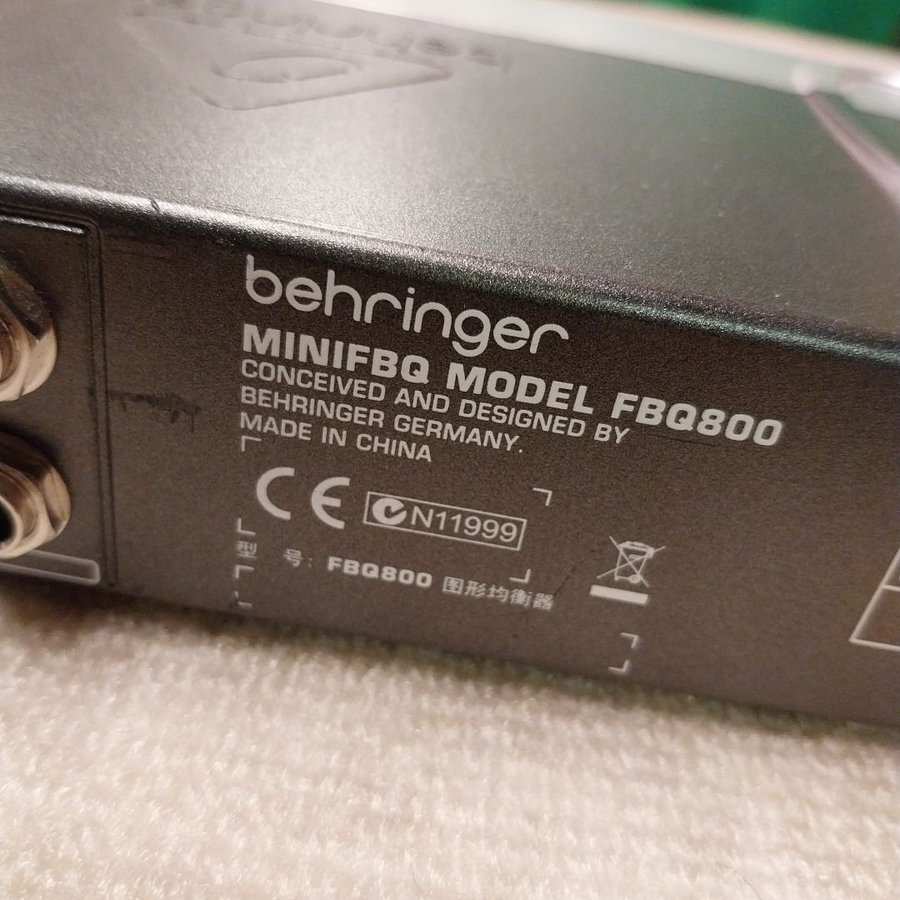 behringer
behringer
MINIFBQ MODEL FBQ800
CONCEIVED AND DESIGNED BY
BEHRINGER GERMANY.
MADE IN CHINA
CE N11999
型 号: FBQ800 图形均衡器